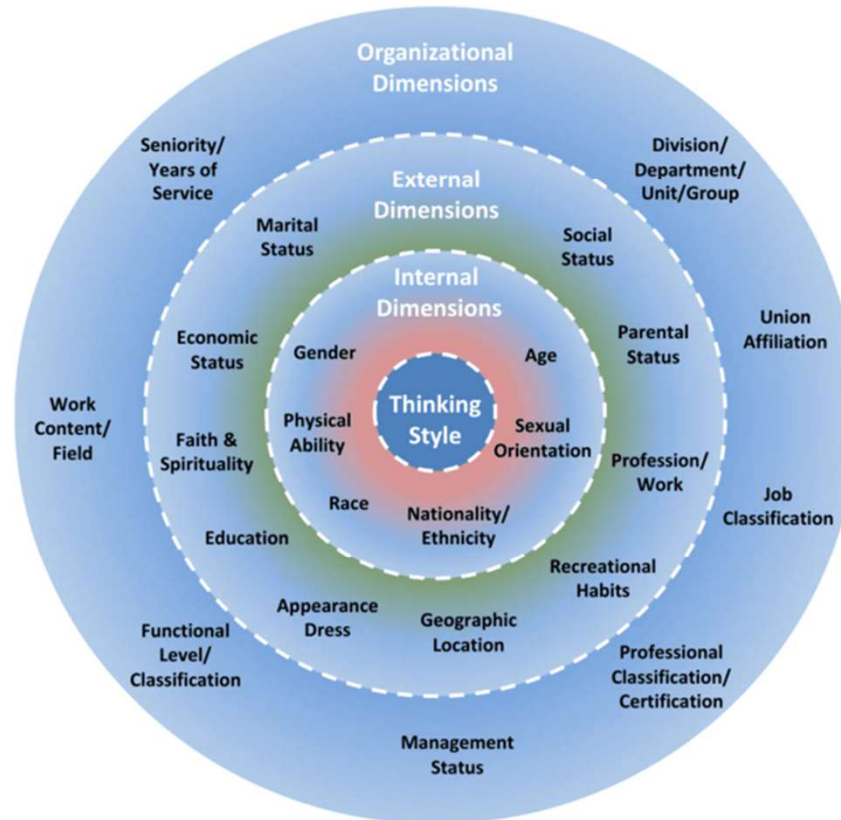 Organizational
Dimensions
Seniority/
Years of
Service
Division/
Department/
Unit/Group
External
Dimensions
Marital
Status
Social
Status
Internal
Dimensions
Economic
Status
Gender
Age
Parental
Status
Union
Affiliation
Thinking
Style
Work
Content/
Field
Faith &
Spirituality
Physical
Ability
Sexual
Orientation
Profession/
Work
Job
Classification
Race
Nationality/
Ethnicity
Education
Recreational
Habits
Appearance
Dress
Geographic
Location
Functional
Level/
Classification
Professional
Classification/
Certification
Management
Status